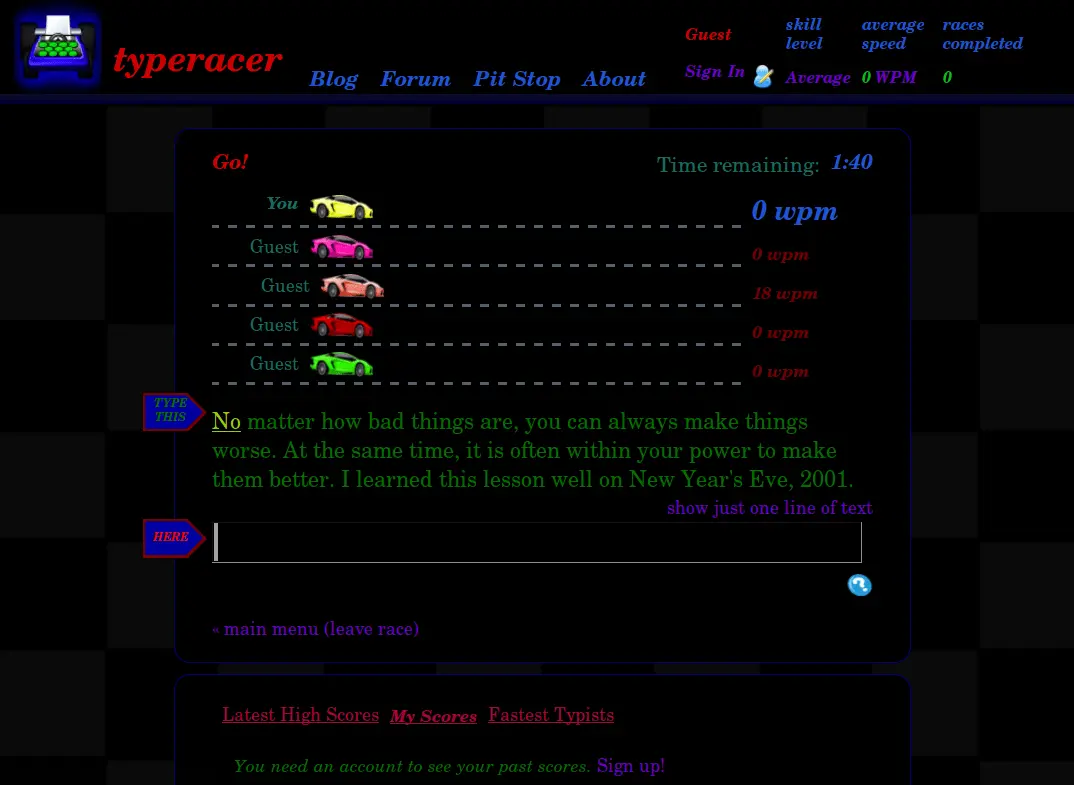 typeracer
Blog Forum Pit Stop About
Guest
Sign In
skill level
Average
average speed
0 WPM
races completed
0
Go!
Time remaining: 1:40
You 0 wpm
Guest 0 wpm
Guest 18 wpm
Guest 0 wpm
Guest 0 wpm
TYPE
THIS
No matter how bad things are, you can always make things
worse. At the same time, it is often within your power to make
them better. I learned this lesson well on New Year's Eve, 2001.
show just one line of text
HERE
?
« main menu (leave race)
Latest High Scores My Scores Fastest Typists
You need an account to see your past scores. Sign up!